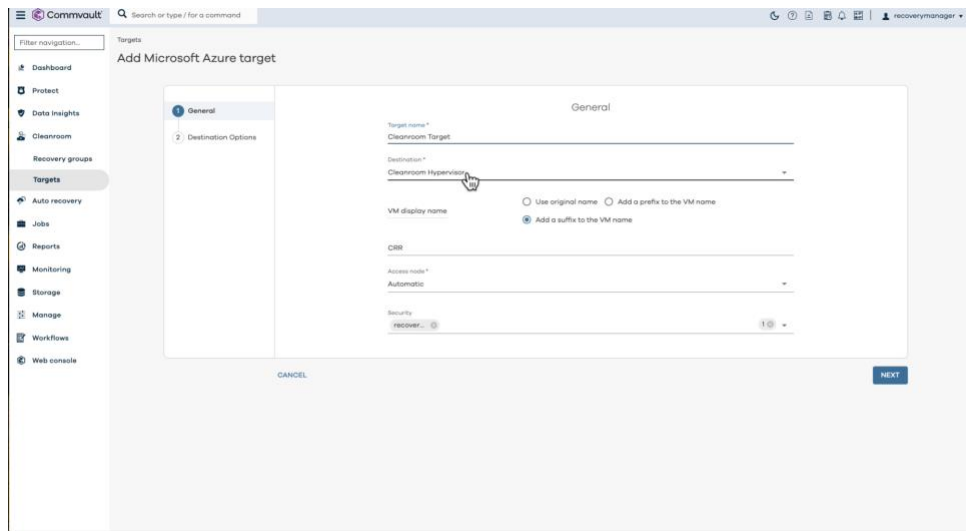 Commvault
Search or type / for a command
recoverymanager
Filter navigation...
Dashboard
Protect
Data Insights
Cleanroom
Recovery groups
Targets
Auto recovery
Jobs
Reports
Monitoring
Storage
Manage
Workflows
Web console
Targets
Add Microsoft Azure target
1 General
2 Destination Options
General
Target name *
Cleanroom Target
Destination *
Cleanroom Hypervisor
VM display name
Use original name
Add a prefix to the VM name
Add a suffix to the VM name
CRR
Access node *
Automatic
Security
recover...
1
CANCEL
NEXT